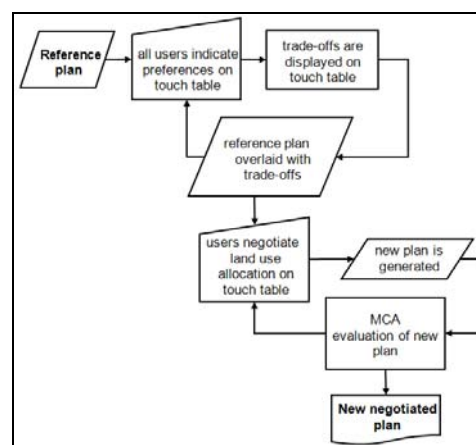 Reference
plan
all users indicate
preferences on
touch table
trade-offs are
displayed on
touch table
reference plan
overlaid with
trade-offs
users negotiate
land use
allocation on
touch table
new plan is
generated
MCA
evaluation of new
plan
New negotiated
plan